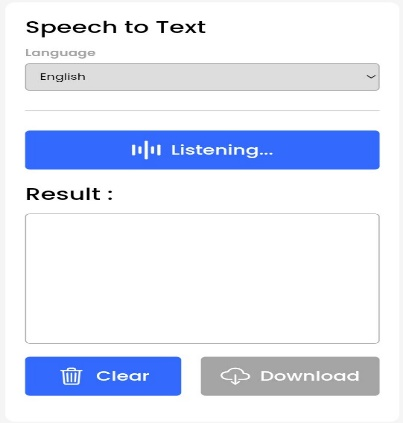 Speech to Text
Language
English
Listening...
Result :
Clear
Download